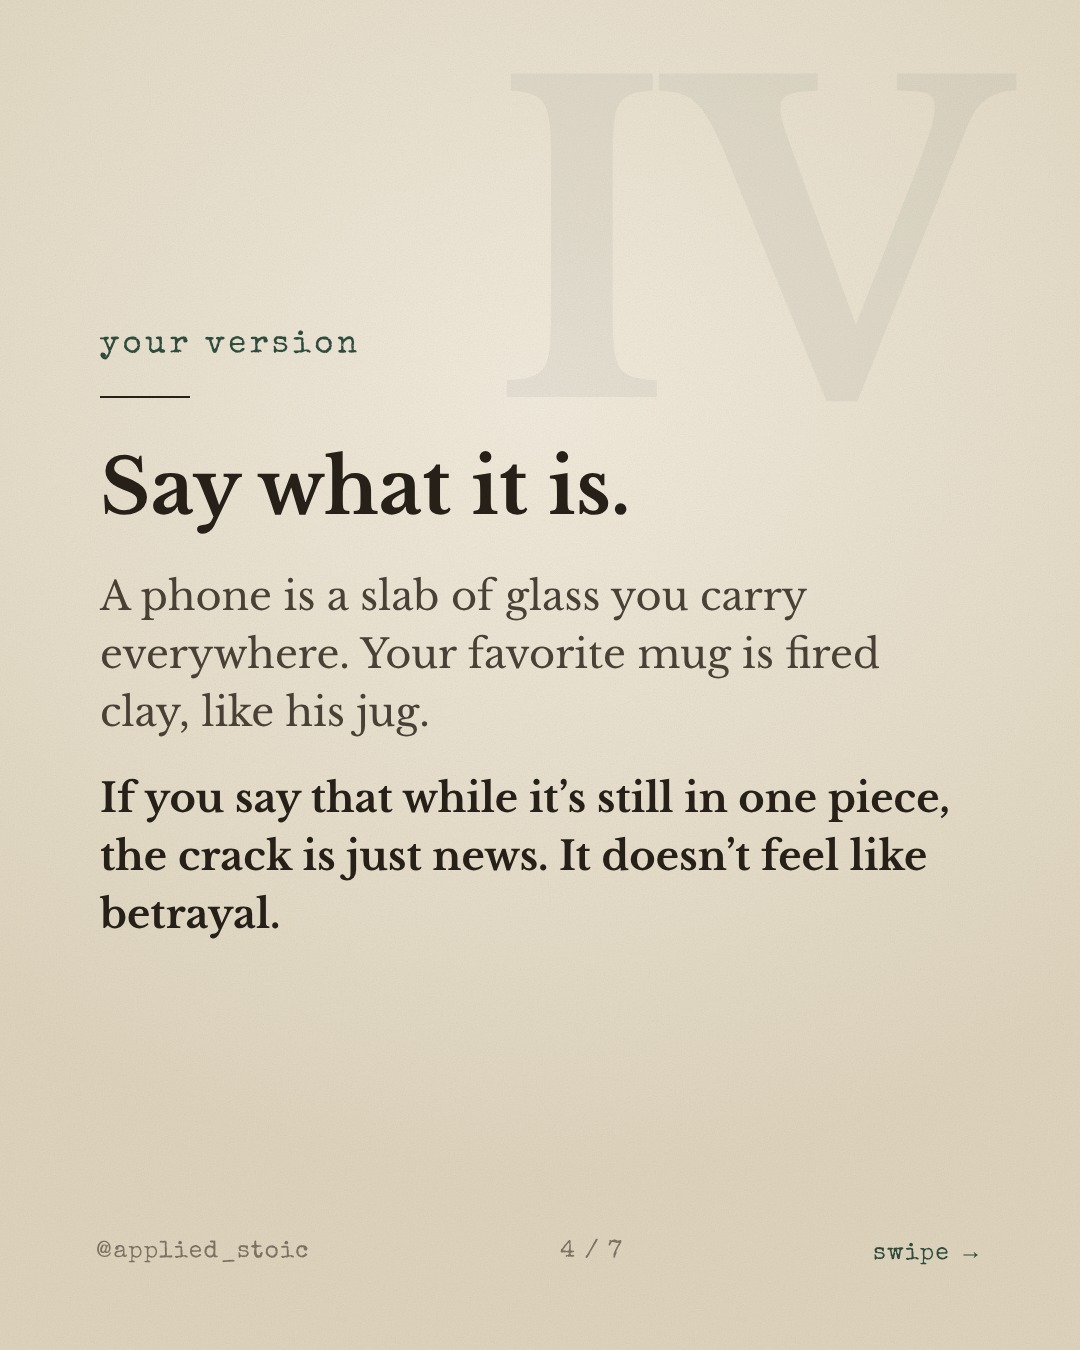 IV
your version
Say what it is.
A phone is a slab of glass you carry
everywhere. Your favorite mug is fired
clay, like his jug.
If you say that while it’s still in one piece,
the crack is just news. It doesn’t feel like
betrayal.
@applied_stoic
4 / 7
swipe →